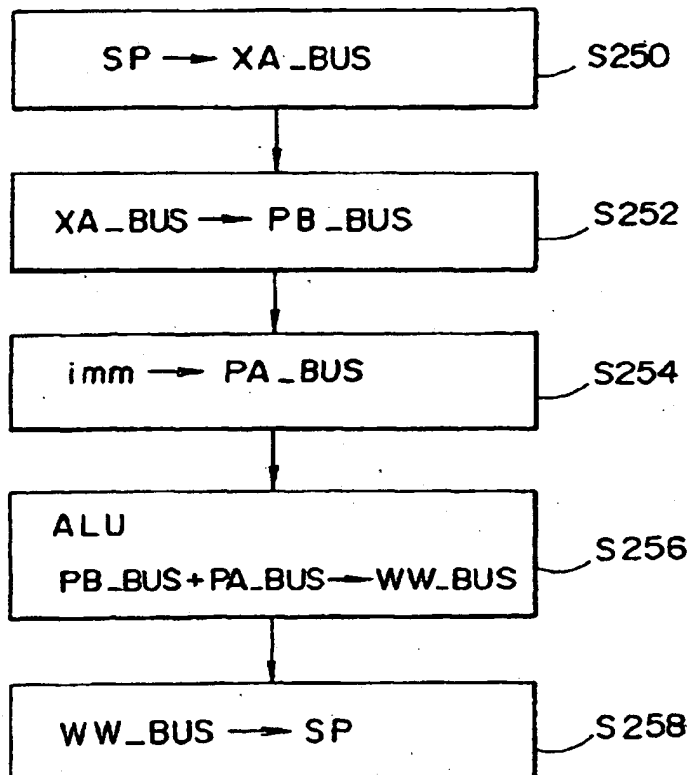 SP → XA_BUS
S250
XA_BUS → PB_BUS
S252
imm → PA_BUS
S254
ALU
PB_BUS+PA_BUS→WW_BUS
S256
WW_BUS → SP
S258